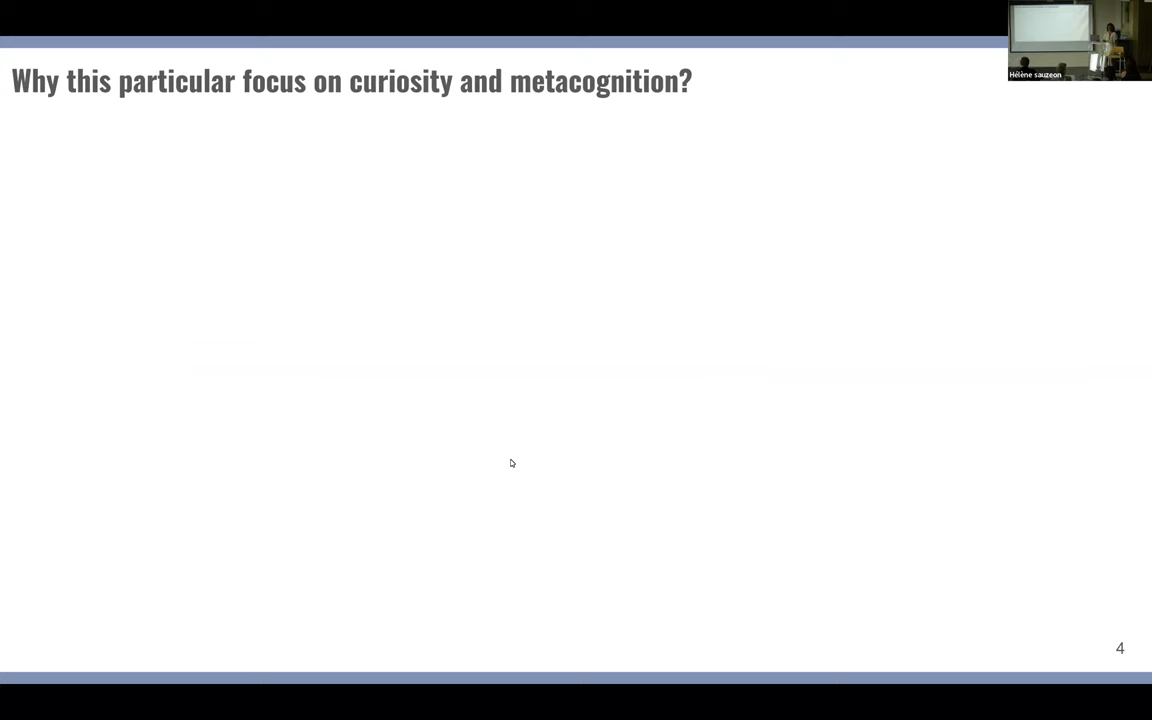 Why this particular focus on curiosity and metacognition?
Hélène sauzeon
4